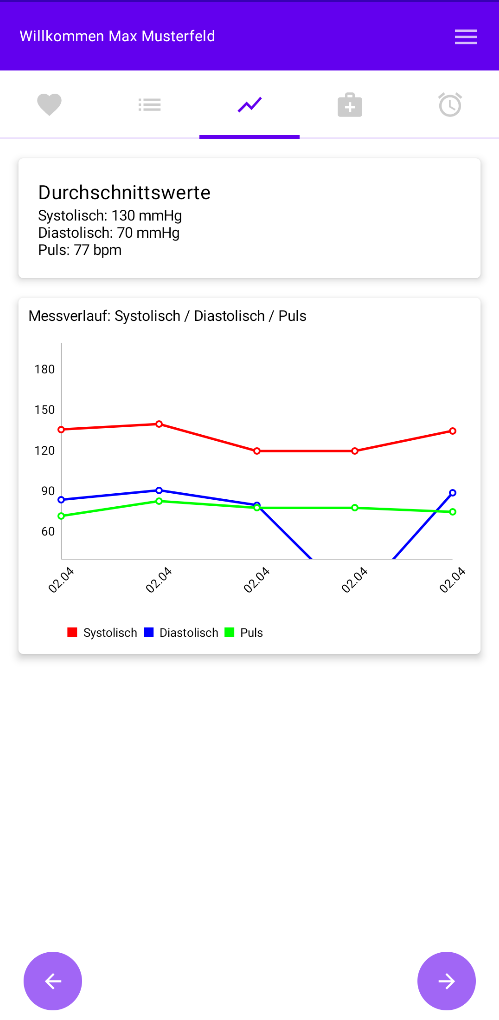 Willkommen Max Musterfeld
Durchschnittswerte
Systolisch: 130 mmHg
Diastolisch: 70 mmHg
Puls: 77 bpm
Messverlauf: Systolisch / Diastolisch / Puls
180
150
120
90
60
02.04 02.04 02.04 02.04 02.04
Systolisch Diastolisch Puls